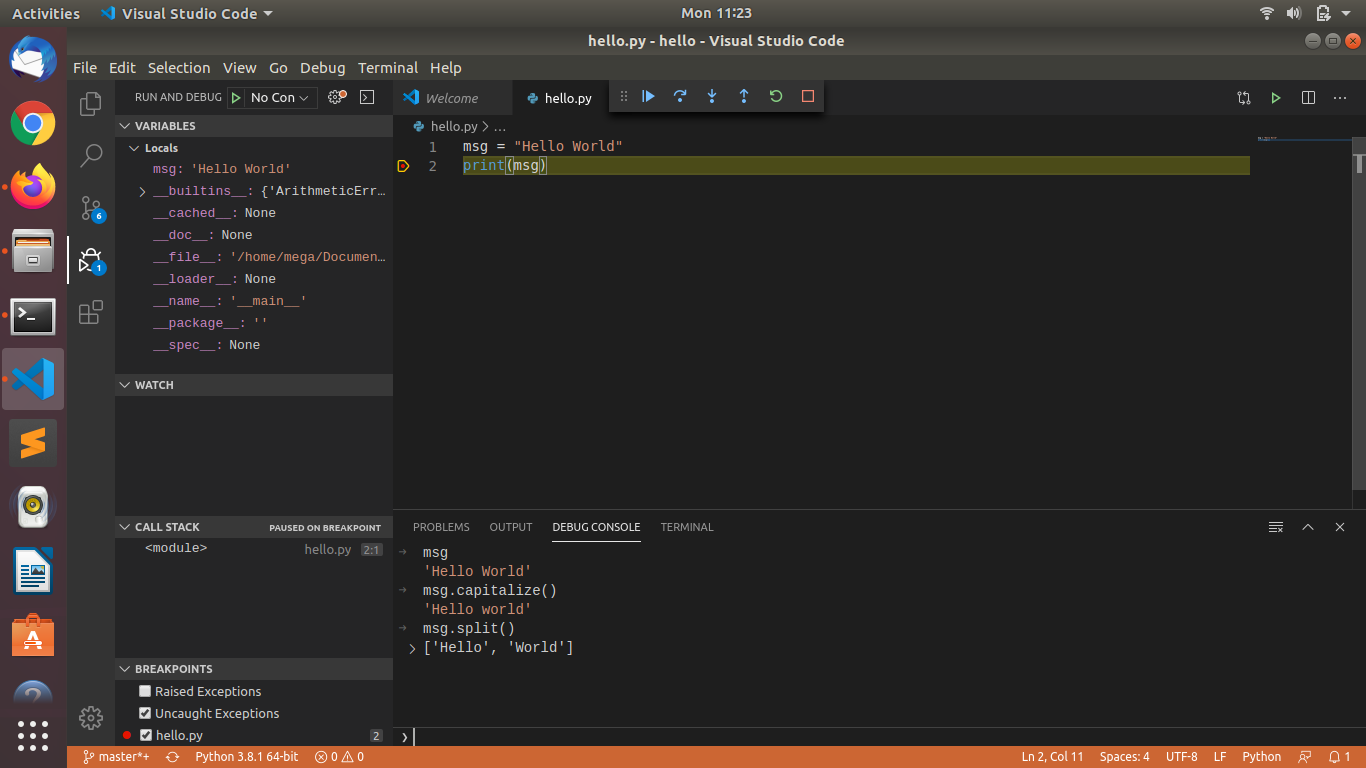 Activities Visual Studio Code Mon 11:23
hello.py - hello - Visual Studio Code
File Edit Selection View Go Debug Terminal Help
RUN AND DEBUG No Con
VARIABLES
Locals
msg: 'Hello World'
__builtins__: {'ArithmeticErr…
__cached__: None
__doc__: None
__file__: '/home/mega/Documen…
__loader__: None
__name__: '__main__'
__package__: ''
__spec__: None
WATCH
CALL STACK PAUSED ON BREAKPOINT
<module> hello.py 2:1
BREAKPOINTS
Raised Exceptions
Uncaught Exceptions
hello.py 2
6
1
Welcome hello.py
hello.py > …
1 msg = "Hello World"
2 print(msg)
PROBLEMS OUTPUT DEBUG CONSOLE TERMINAL
msg
'Hello World'
msg.capitalize()
'Hello world'
msg.split()
['Hello', 'World']
master*+ Python 3.8.1 64-bit 0 0 Ln 2, Col 11 Spaces: 4 UTF-8 LF Python 1